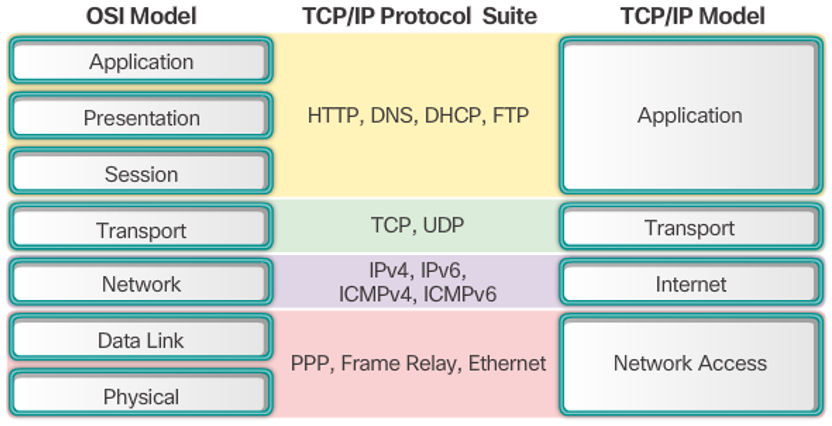 OSI Model TCP/IP Protocol Suite TCP/IP Model
Application
Presentation
Session
HTTP, DNS, DHCP, FTP
Application
Transport
TCP, UDP
Transport
Network
IPv4, IPv6,
ICMPv4, ICMPv6
Internet
Data Link
Physical
PPP, Frame Relay, Ethernet
Network Access